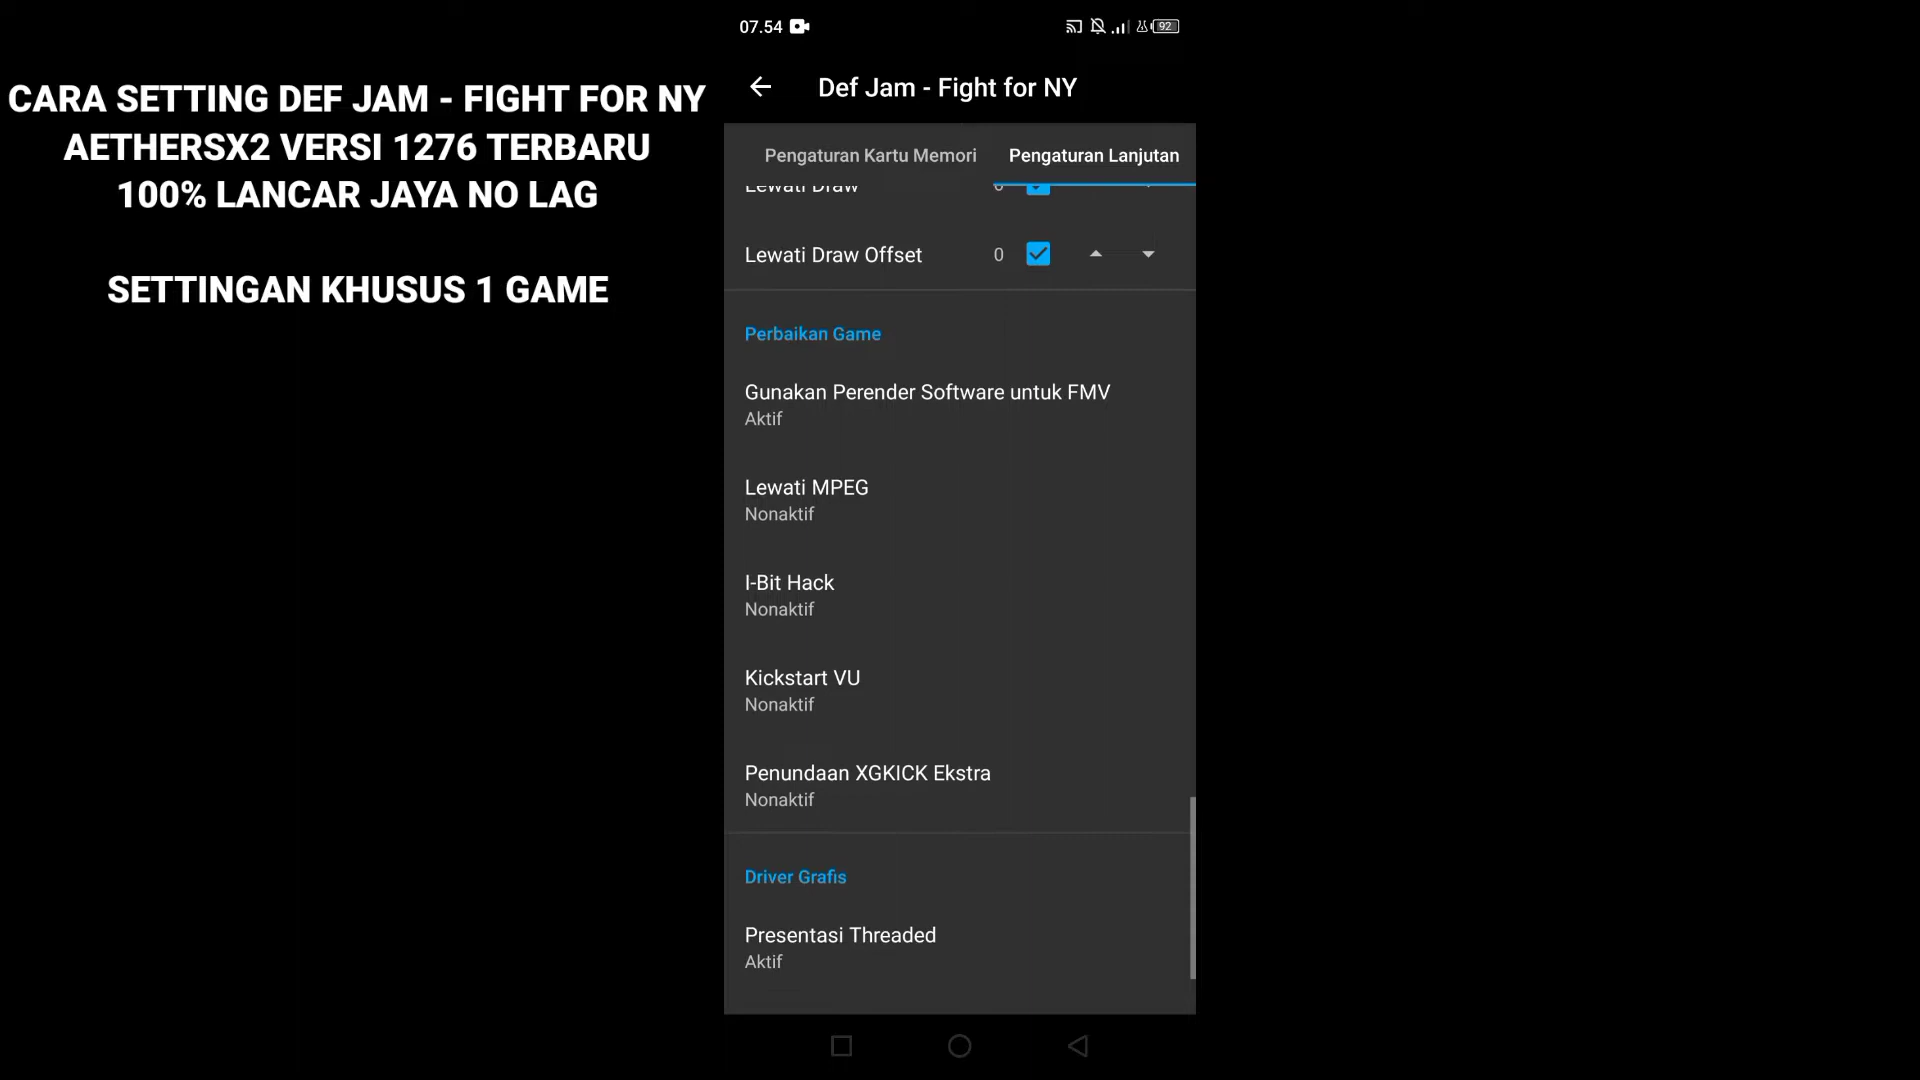 CARA SETTING DEF JAM - FIGHT FOR NY
AETHERSX2 VERSI 1276 TERBARU
100% LANCAR JAYA NO LAG
SETTINGAN KHUSUS 1 GAME
07.54
92
Def Jam - Fight for NY
Pengaturan Kartu Memori
Pengaturan Lanjutan
Lewati Draw
Lewati Draw Offset 0
Perbaikan Game
Gunakan Perender Software untuk FMV
Aktif
Lewati MPEG
Nonaktif
I-Bit Hack
Nonaktif
Kickstart VU
Nonaktif
Penundaan XGKICK Ekstra
Nonaktif
Driver Grafis
Presentasi Threaded
Aktif